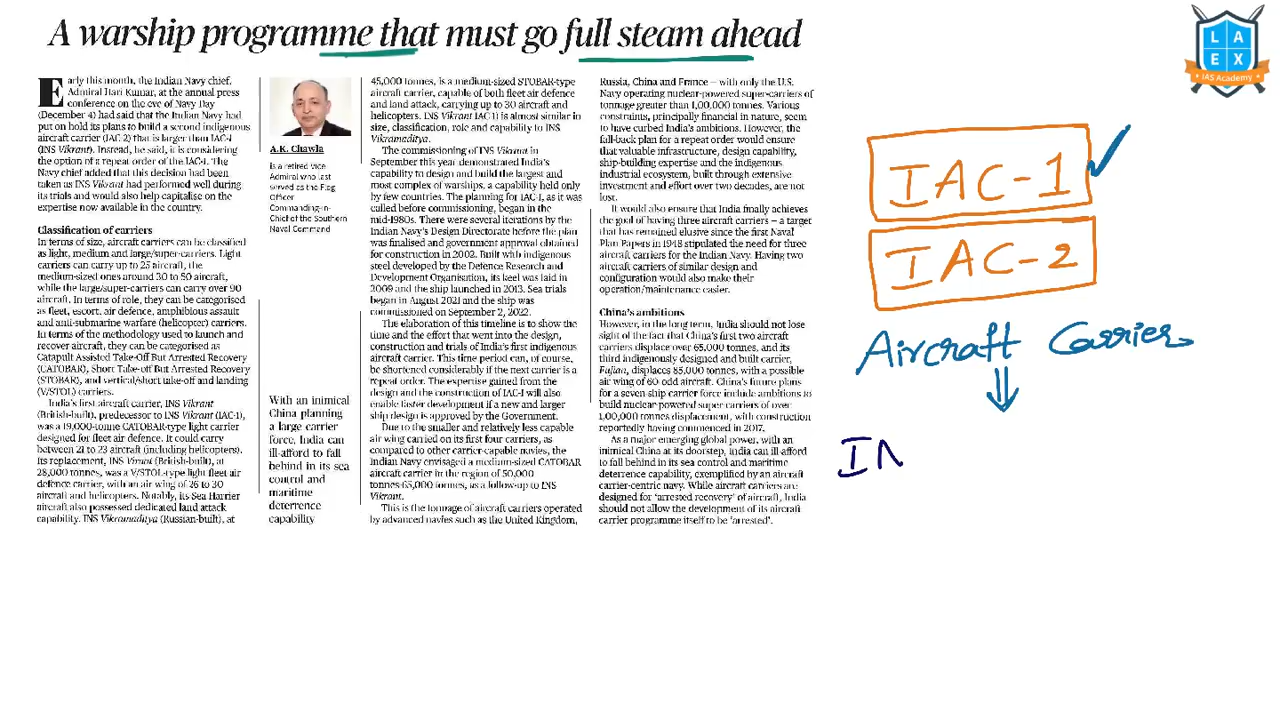 A warship programme that must go full steam ahead
Early this month, the Indian Navy chief,
Admiral Hari Kumar, at the annual press
conference on the eve of Navy Day
(December 4) had said that the Indian Navy had
put on hold its plans to build a second indigenous
aircraft carrier (IAC-2) that is larger than IAC-1
(INS Vikrant). Instead, he said, it is considering
the option of a repeat order of the IAC-1. The
Navy chief added that this decision had been
taken as INS Vikrant had performed well during
its trials and would also help capitalise on the
expertise now available in the country.
Classification of carriers
In terms of size, aircraft carriers can be classified
as light, medium and large/super-carriers. Light
carriers can carry up to 25 aircraft, the
medium-sized ones around 30 to 50 aircraft,
while the large/super-carriers can carry over 90
aircraft. In terms of role, they can be categorised
as fleet, escort, air defence, amphibious assault
and anti-submarine warfare (helicopter) carriers.
In terms of the methodology used to launch and
recover aircraft, they can be categorised as
Catapult Assisted Take-Off But Arrested Recovery
(CATOBAR), Short Take-Off But Arrested Recovery
(STOBAR), and vertical/short take-off and landing
(V/STOL) carriers.
India's first aircraft carrier, INS Vikrant
(British-built), predecessor to INS Vikrant (IAC-1),
was a 19,000-tonne CATOBAR-type light carrier
designed for fleet air defence. It could carry
between 21 to 23 aircraft (including helicopters).
Its replacement, INS Viraat (British-built), at
28,000 tonnes, was a V/STOL-type light fleet air
defence carrier, with an air wing of 26 to 30
aircraft and helicopters. Notably, its Sea Harrier
aircraft also possessed dedicated land attack
capability. INS Vikramaditya (Russian-built), at
A.K. Chawla
is a retired vice
Admiral who last
served as the Flag
Officer
Commanding-in-
Chief of the Southern
Naval Command
With an inimical
China planning
a large carrier
force, India can
ill-afford to fall
behind in its sea
control and
maritime
deterrence
capability
45,000 tonnes, is a medium-sized STOBAR-type
aircraft carrier, capable of both fleet air defence
and land attack, carrying up to 30 aircraft and
helicopters. INS Vikrant (IAC-1) is almost similar in
size, classification, role and capability to INS
Vikramaditya.
The commissioning of INS Vikrant in
September this year demonstrated India's
capability to design and build the largest and
most complex of warships, a capability held only
by few countries. The planning for IAC-1, as it was
called before commissioning, began in the
mid-1980s. There were several iterations by the
Indian Navy's Design Directorate before the plan
was finalised and government approval obtained
for construction in 2002. Built with indigenous
steel developed by the Defence Research and
Development Organisation, its keel was laid in
2009 and the ship launched in 2013. Sea trials
began in August 2021 and the ship was
commissioned on September 2, 2022.
The elaboration of this timeline is to show the
time and the effort that went into the design,
construction and trials of India's first indigenous
aircraft carrier. This time period can, of course,
be shortened considerably if the next carrier is a
repeat order. The expertise gained from the
design and the construction of IAC-1 will also
enable faster development if a new and larger
ship design is approved by the Government.
Due to the smaller and relatively less capable
air wing carried on its first four carriers, as
compared to other carrier-capable navies, the
Indian Navy envisaged a medium-sized CATOBAR
aircraft carrier in the region of 50,000
tonnes-65,000 tonnes, as a follow-up to INS
Vikrant.
This is the tonnage of aircraft carriers operated
by advanced navies such as the United Kingdom,
Russia, China and France — with only the U.S.
Navy operating nuclear-powered super-carriers of
tonnage greater than 1,00,000 tonnes. Various
constraints, principally financial in nature, seem
to have curbed India's ambitions. However, the
fall-back plan for a repeat order would ensure
that valuable infrastructure, design capability,
ship-building expertise and the indigenous
industrial ecosystem, built through extensive
investment and effort over two decades, are not
lost.
It would also ensure that India finally achieves
the goal of having three aircraft carriers — a target
that has remained elusive since the first Naval
Plan Papers in 1948 stipulated the need for three
aircraft carriers for the Indian Navy. Having two
aircraft carriers of similar design and
configuration would also make their
operation/maintenance easier.
China's ambitions
However, in the long term, India should not lose
sight of the fact that China's first two aircraft
carriers displace over 65,000 tonnes, and its
third indigenously designed and built carrier,
Fujian, displaces 85,000 tonnes, with a possible
air wing of 60-odd aircraft. China's future plans
for a seven-ship carrier force include ambitions to
build nuclear-powered super carriers of over
1,00,000 tonnes displacement, with construction
reportedly having commenced in 2017.
As a major emerging global power, with an
inimical China at its doorstep, India can ill-afford
to fall behind in its sea control and maritime
deterrence capability, exemplified by an aircraft
carrier-centric navy. While aircraft carriers are
designed for 'arrested recovery' of aircraft, India
should not allow the development of its aircraft
carrier programme itself to be 'arrested'.
LA
EX
IAS Academy
IAC-1
IAC-2
Aircraft Carriers
IN